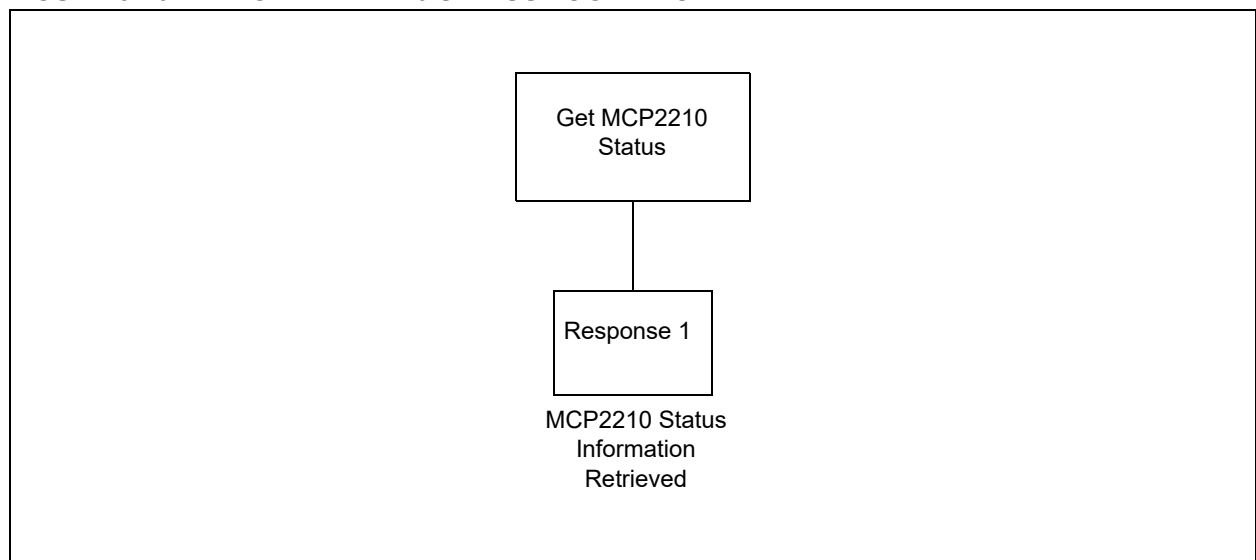 Get MCP2210
Status
Response 1
MCP2210 Status
Information
Retrieved